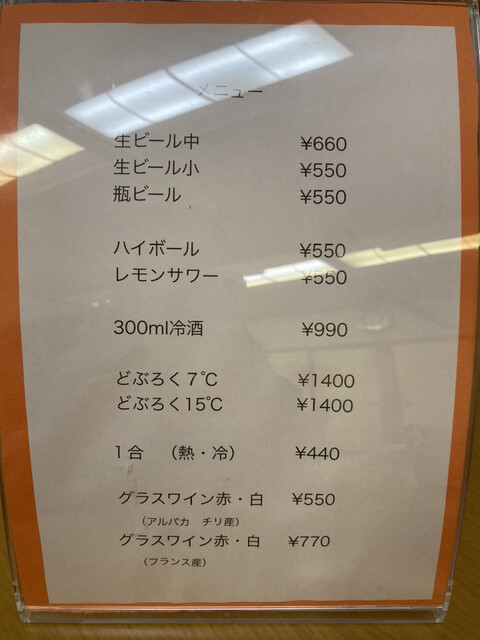 メニュー
生ビール中 ¥660
生ビール小 ¥550
瓶ビール ¥550
ハイボール ¥550
レモンサワー ¥550
300ml冷酒 ¥990
どぶろく7℃ ¥1400
どぶろく15℃ ¥1400
1合 （熱・冷） ¥440
グラスワイン赤・白 ¥550
（アルパカ チリ産）
グラスワイン赤・白 ¥770
（フランス産）